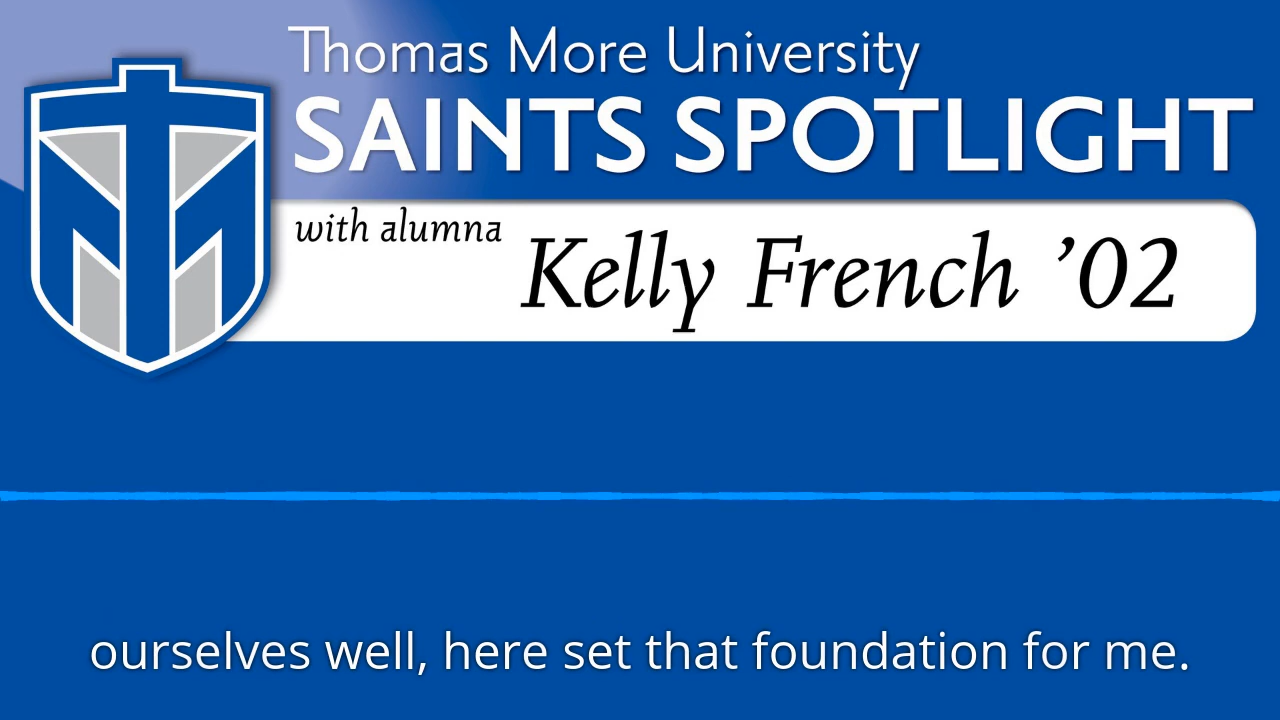 Thomas More University
SAINTS SPOTLIGHT
with alumna
Kelly French ’02
ourselves well, here set that foundation for me.